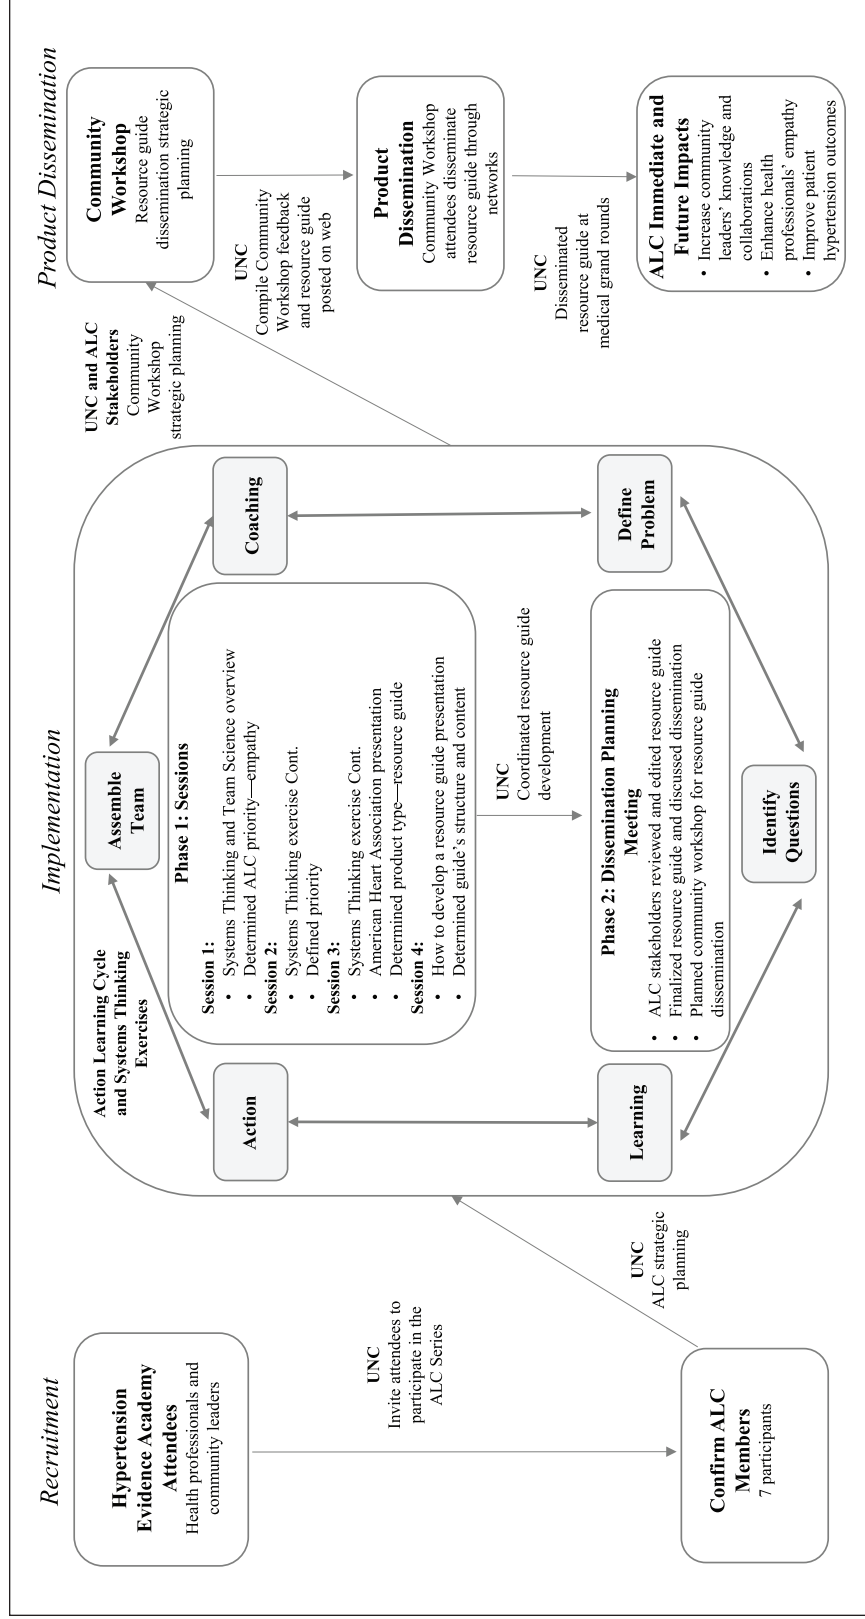 Recruitment
Hypertension
Evidence Academy
Attendees
Health professionals and
community leaders
UNC
Invite attendees to
participate in the
ALC Series
Confirm ALC
Members
7 participants
UNC
ALC strategic
planning
Implementation
Action Learning Cycle
and Systems Thinking
Exercises
Assemble
Team
Coaching
Define
Problem
Identify
Questions
Learning
Action
Phase 1: Sessions
Session 1:
• Systems Thinking and Team Science overview
• Determined ALC priority—empathy
Session 2:
• Systems Thinking exercise Cont.
• Defined priority
Session 3:
• Systems Thinking exercise Cont.
• American Heart Association presentation
• Determined product type—resource guide
Session 4:
• How to develop a resource guide presentation
• Determined guide’s structure and content
UNC
Coordinated resource guide
development
Phase 2: Dissemination Planning
Meeting
• ALC stakeholders reviewed and edited resource guide
• Finalized resource guide and discussed dissemination
• Planned community workshop for resource guide
dissemination
UNC and ALC
Stakeholders
Community
Workshop
strategic planning
Product Dissemination
Community
Workshop
Resource guide
dissemination strategic
planning
UNC
Compile Community
Workshop feedback
and resource guide
posted on web
Product
Dissemination
Community Workshop
attendees disseminate
resource guide through
networks
UNC
Disseminated
resource guide at
medical grand rounds
ALC Immediate and
Future Impacts
• Increase community
leaders’ knowledge and
collaborations
• Enhance health
professionals’ empathy
• Improve patient
hypertension outcomes